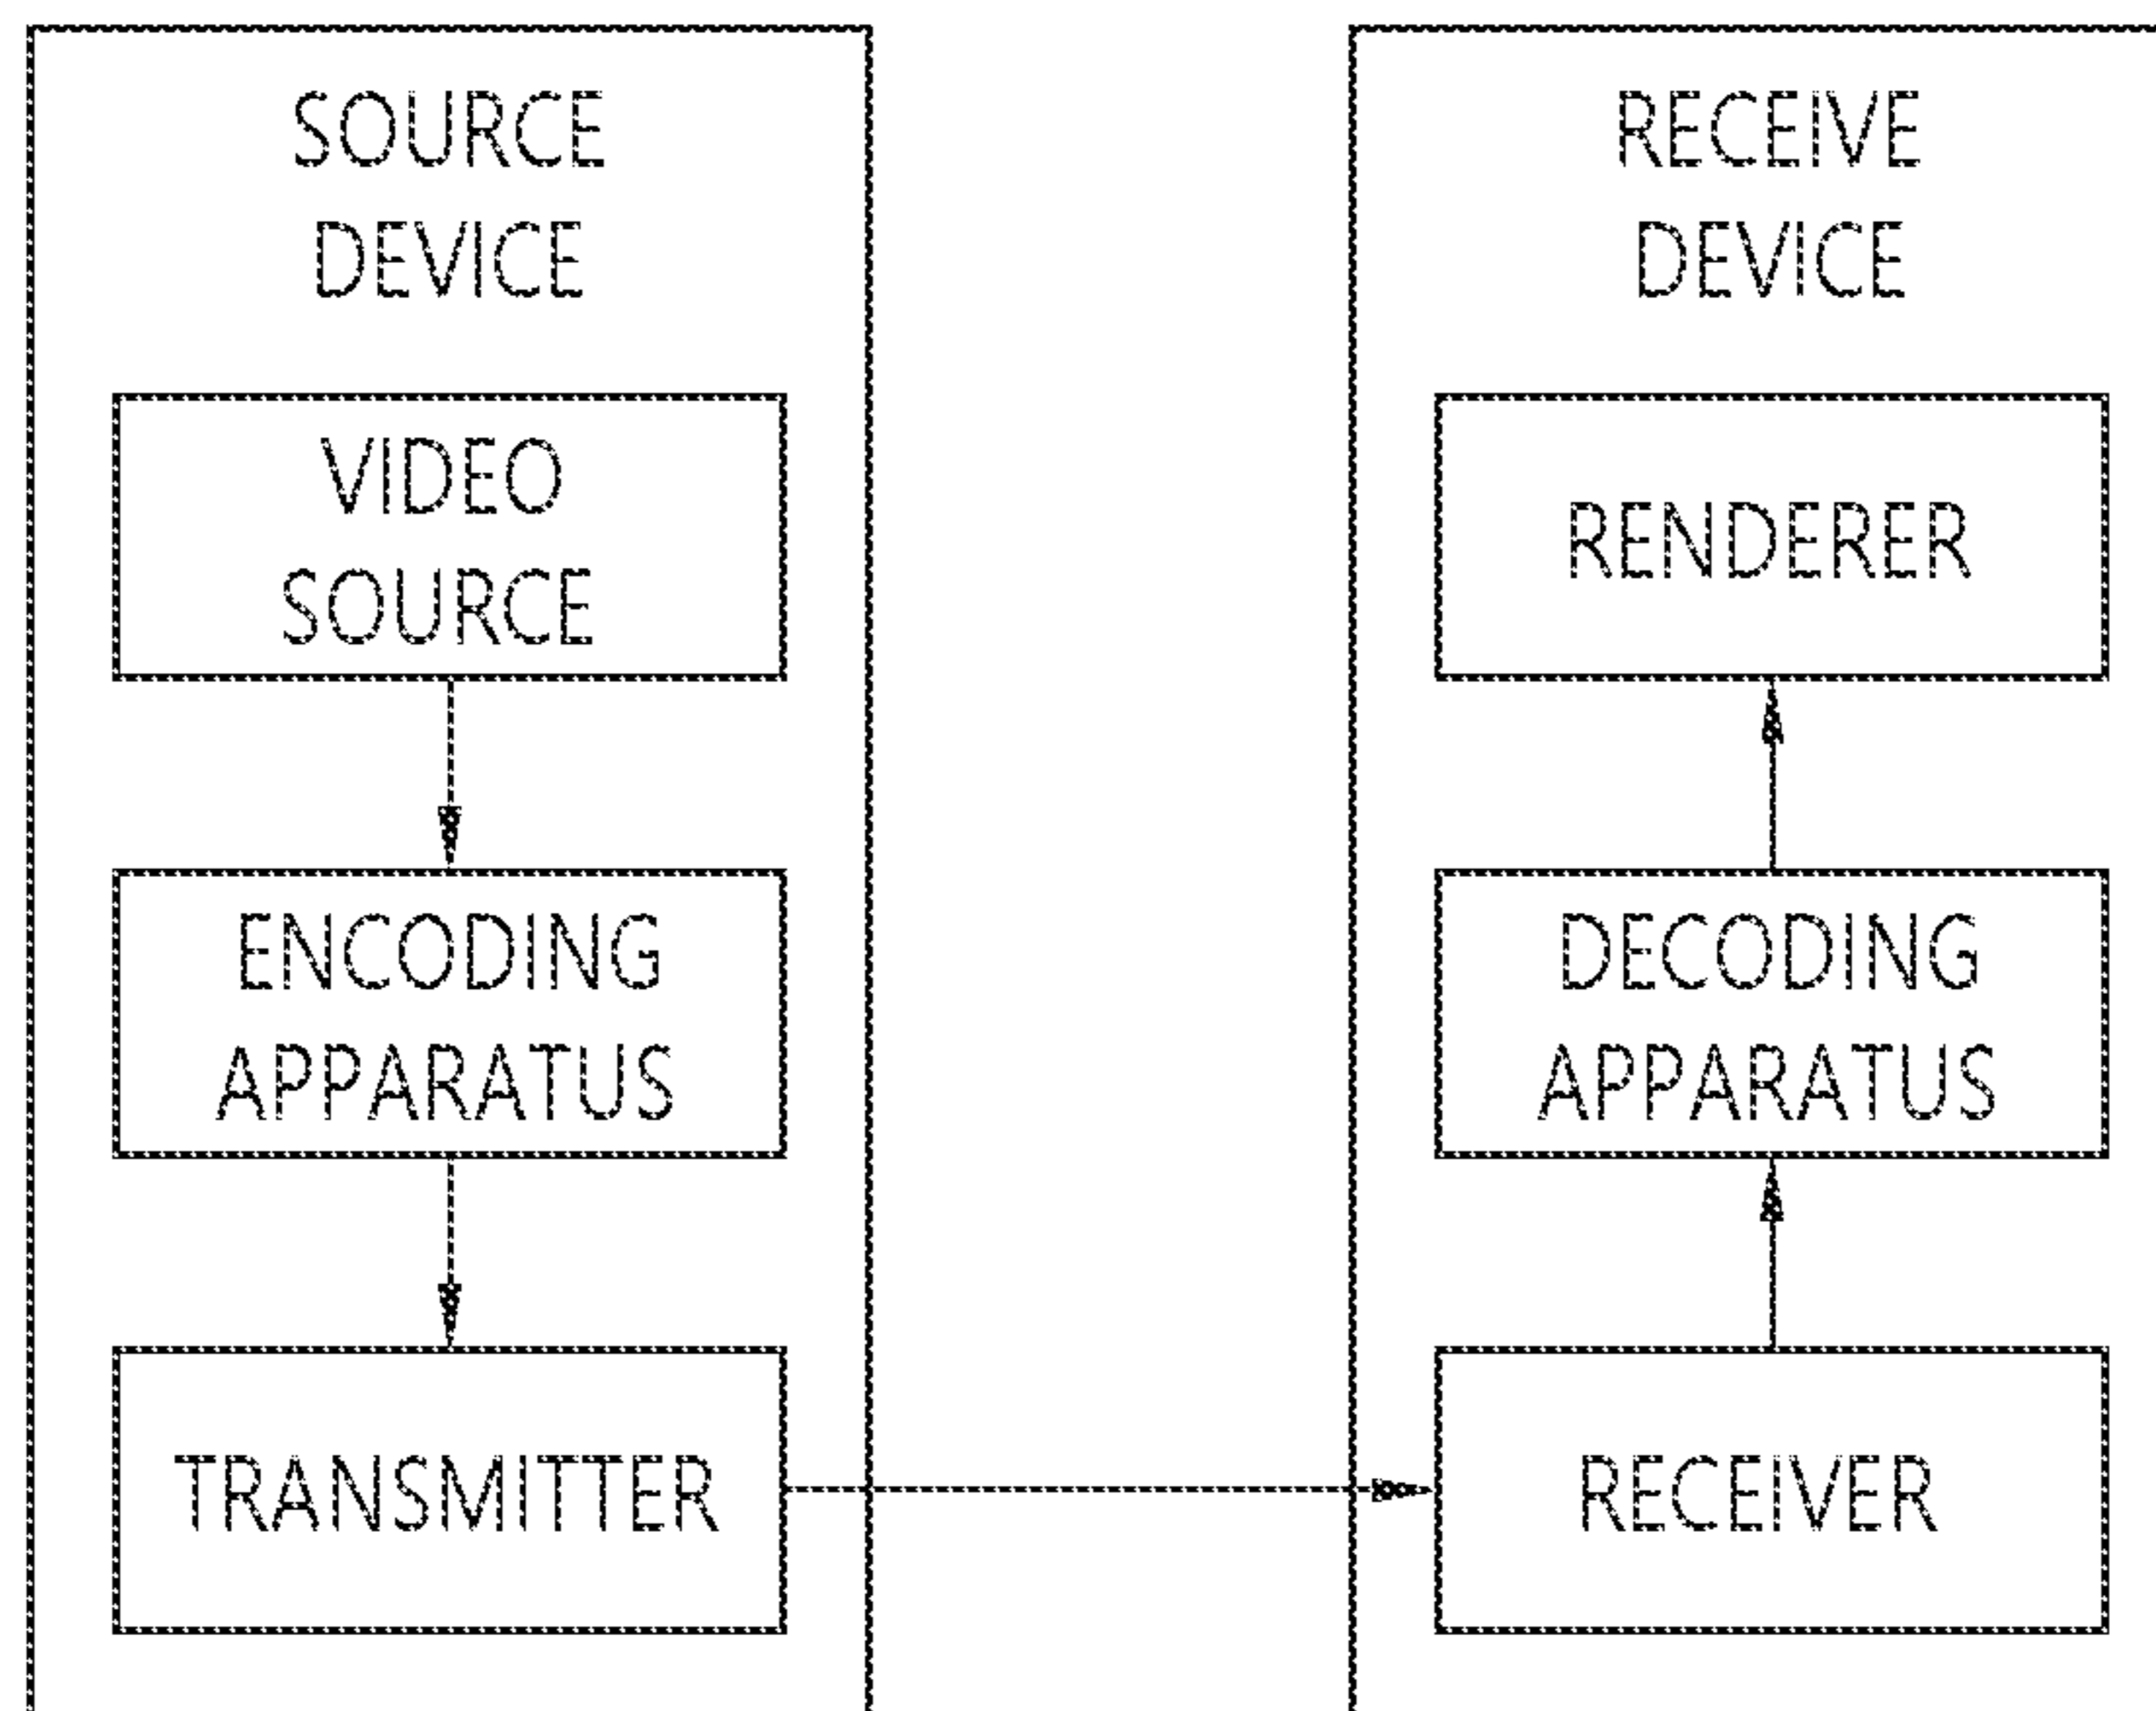 SOURCE
DEVICE
VIDEO
SOURCE
ENCODING
APPARATUS
TRANSMITTER
RECEIVE
DEVICE
RENDERER
DECODING
APPARATUS
RECEIVER